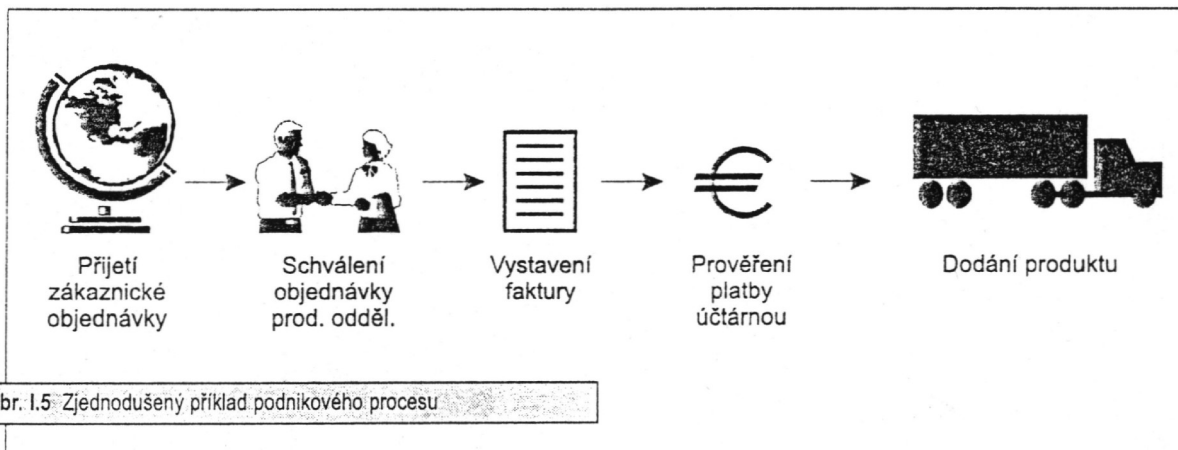 Přijetí
zákaznické
objednávky
Schválení
objednávky
prod. odděl.
Vystavení
faktury
Prověření
platby
účtárnou
Dodání produktu
br. I.5 Zjednodušený příklad podnikového procesu